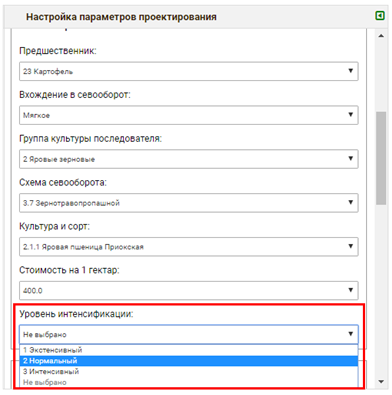 Настройка параметров проектирования
Предшественник:
23 Картофель
Вхождение в севооборот:
Мягкое
Группа культуры последователя:
2 Яровые зерновые
Схема севооборота:
3.7 Зернотравопропашной
Культура и сорт:
2.1.1 Яровая пшеница Приокская
Стоимость на 1 гектар:
400.0
Уровень интенсификации:
Не выбрано
1 Экстенсивный
2 Нормальный
3 Интенсивный
Не выбрано